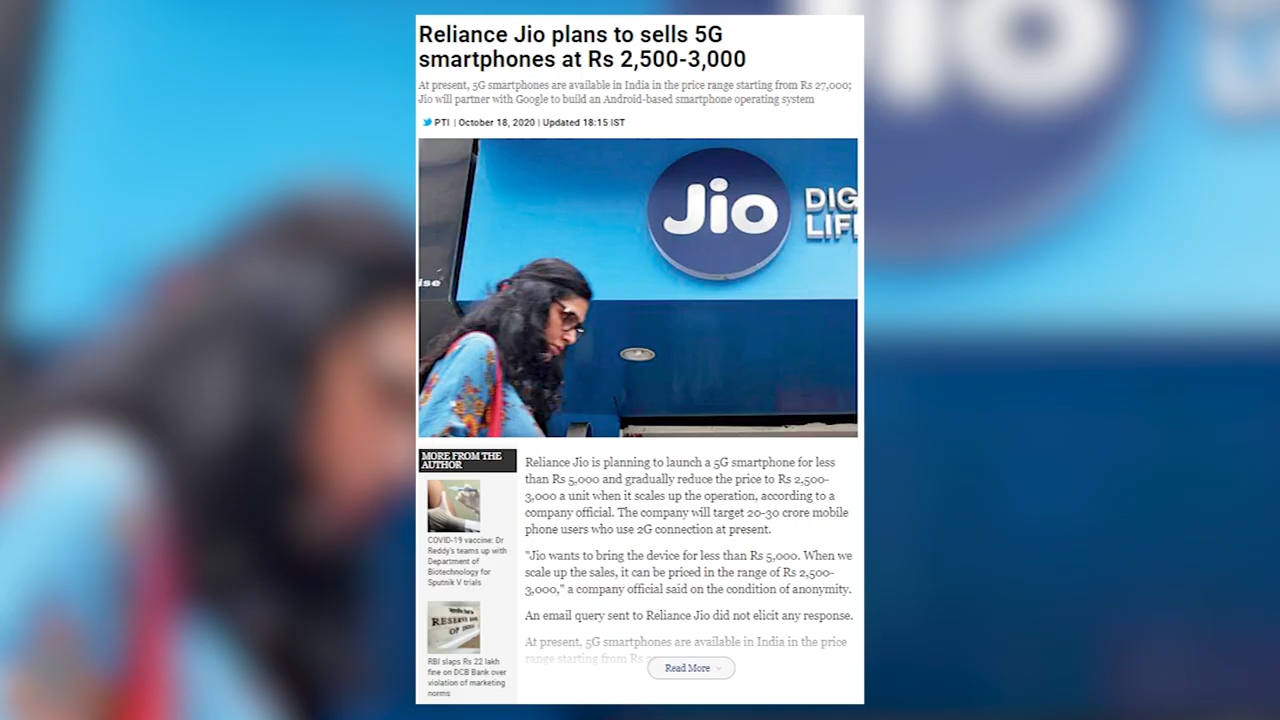 Reliance Jio plans to sells 5G
smartphones at Rs 2,500-3,000
At present, 5G smartphones are available in India in the price range starting from Rs 27,000;
Jio will partner with Google to build an Android-based smartphone operating system
PTI | October 18, 2020 | Updated 18:15 IST
Jio
DIG
LIF
ise
MORE FROM THE
AUTHOR
COVID-19 vaccine: Dr
Reddy's teams up with
Department of
Biotechnology for
Sputnik V trials
RESERVE BANK
OF INDIA
RBI slaps Rs 22 lakh
fine on DCB Bank over
violation of marketing
norms
Reliance Jio is planning to launch a 5G smartphone for less
than Rs 5,000 and gradually reduce the price to Rs 2,500-
3,000 a unit when it scales up the operation, according to a
company official. The company will target 20-30 crore mobile
phone users who use 2G connection at present.
"Jio wants to bring the device for less than Rs 5,000. When we
scale up the sales, it can be priced in the range of Rs 2,500-
3,000," a company official said on the condition of anonymity.
An email query sent to Reliance Jio did not elicit any response.
At present, 5G smartphones are available in India in the price
range starting from Rs
Read More